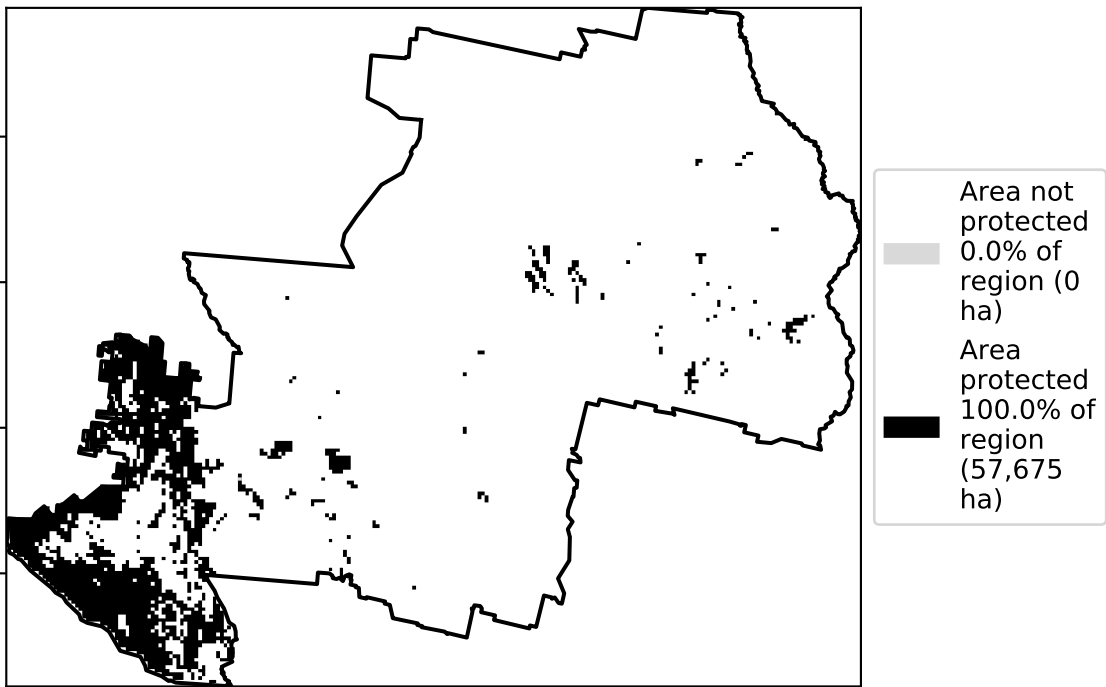 Area not
protected
0.0% of
region (0
ha)
Area
protected
100.0% of
region
(57,675
ha)